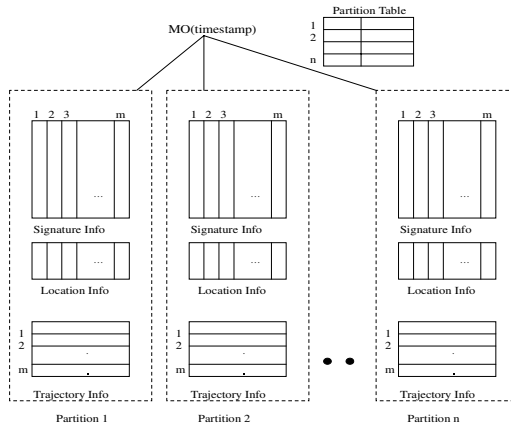 Partition Table
MO(timestamp)
1
2
n
1 2 3 m
1 2 3 m
1 2 3 m
...
...
...
Signature Info
Signature Info
Signature Info
...
...
...
Location Info
Location Info
Location Info
1
2
m
1
2
m
1
2
m
Trajectory Info
Trajectory Info
Trajectory Info
Partition 1
Partition 2
Partition n